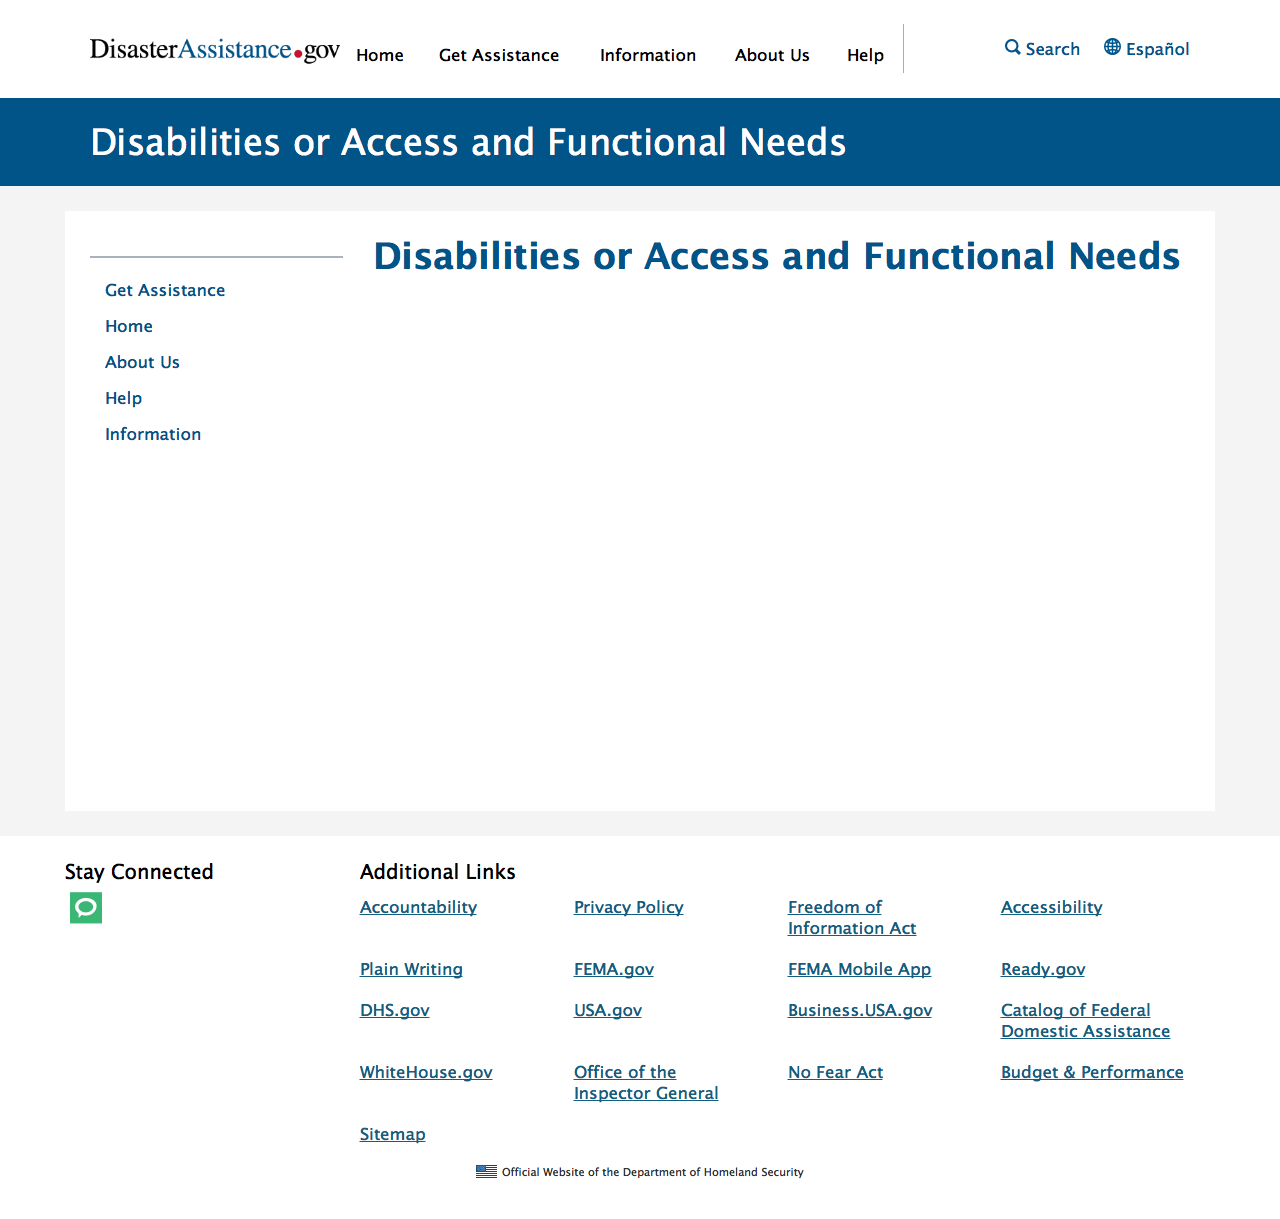 DisasterAssistance.gov
Home Get Assistance Information About Us Help
Search Español
Disabilities or Access and Functional Needs
Disabilities or Access and Functional Needs
Get Assistance
Home
About Us
Help
Information
Stay Connected
Additional Links
Accountability
Privacy Policy
Freedom of
Information Act
Accessibility
Plain Writing
FEMA.gov
FEMA Mobile App
Ready.gov
DHS.gov
USA.gov
Business.USA.gov
Catalog of Federal
Domestic Assistance
WhiteHouse.gov
Office of the
Inspector General
No Fear Act
Budget & Performance
Sitemap
Official Website of the Department of Homeland Security